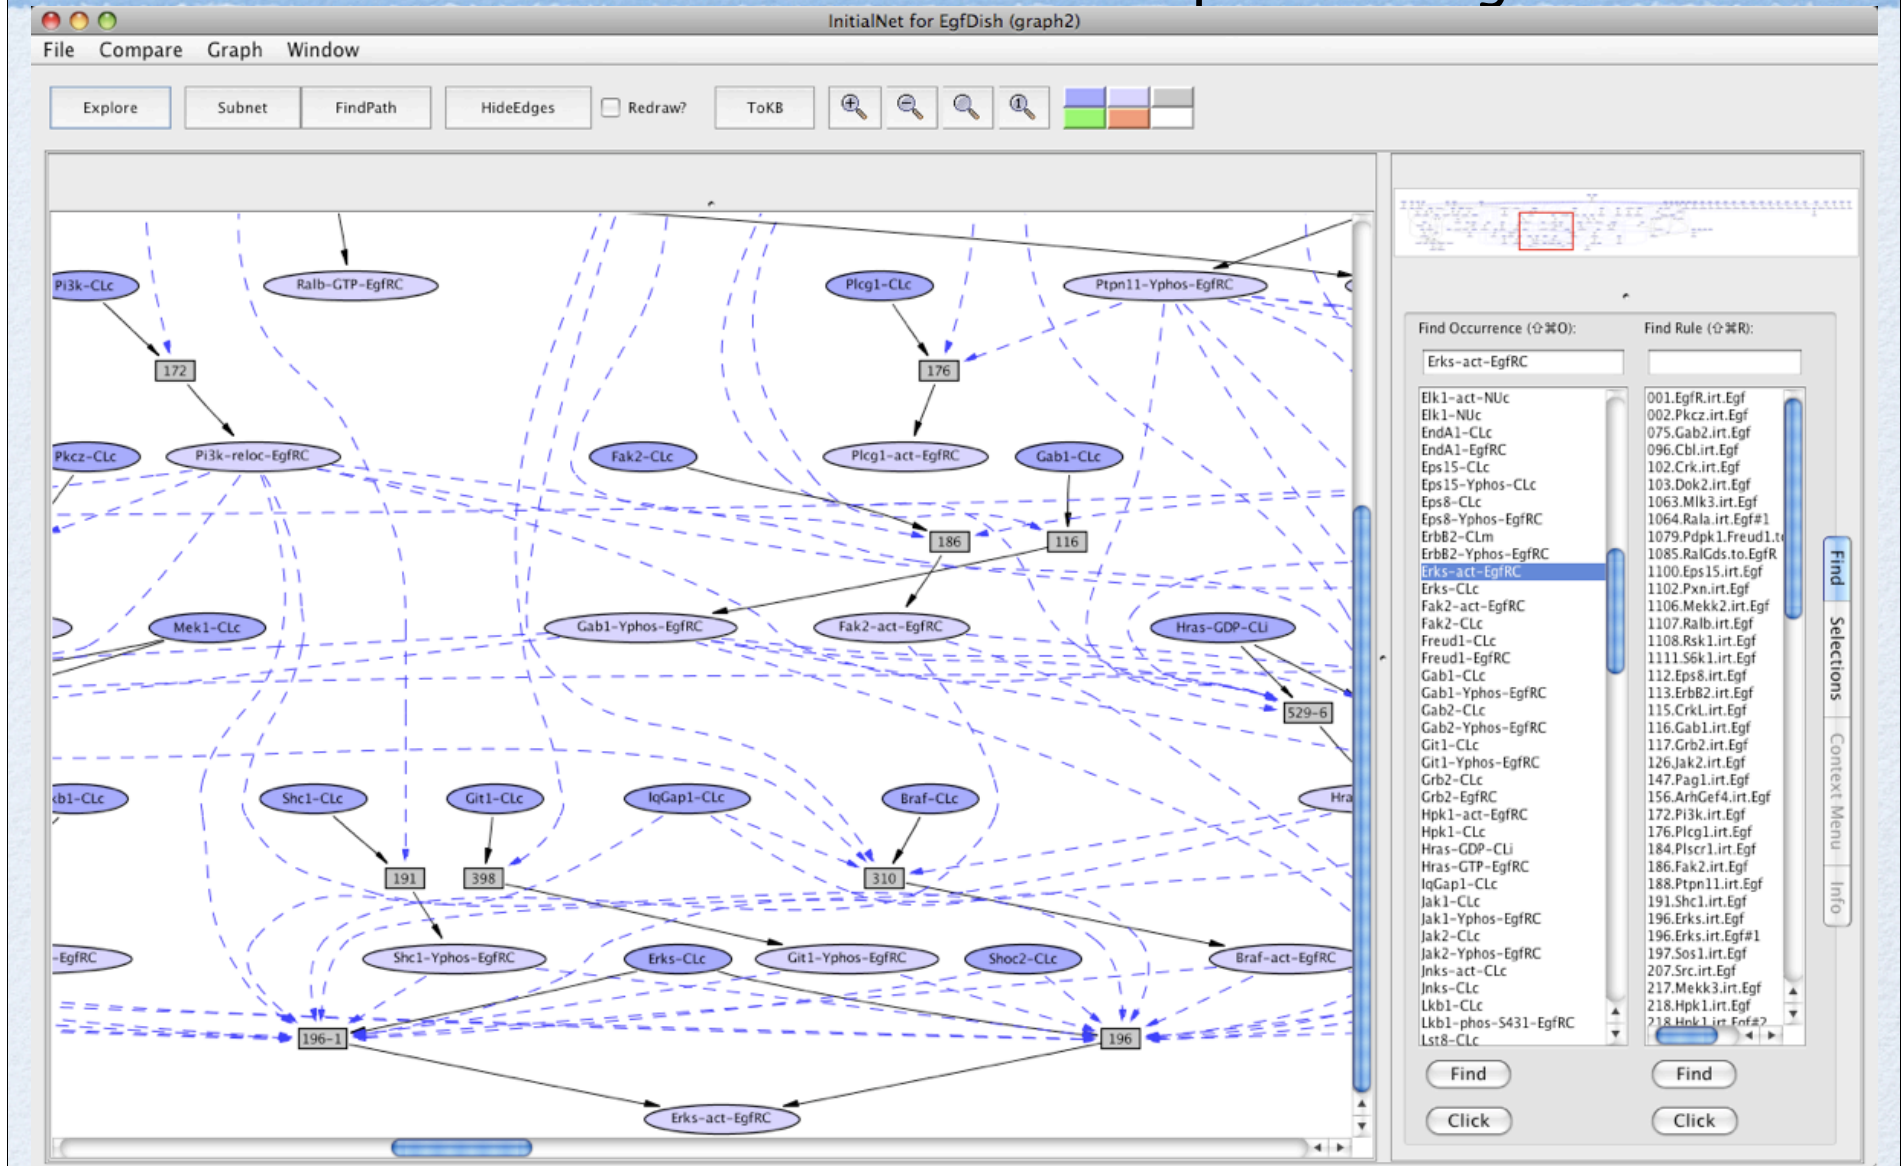 InitialNet for EgfDish (graph2)
File Compare Graph Window
Explore Subnet FindPath HideEdges Redraw? ToKB
Pi3k-CLc Ralb-GTP-EgfRC Plcg1-CLc Ptpn11-Yphos-EgfRC
172 176
Pkcz-CLc Pi3k-reloc-EgfRC Fak2-CLc Plcg1-act-EgfRC Gab1-CLc
186 116
Mek1-CLc Gab1-Yphos-EgfRC Fak2-act-EgfRC Hras-GDP-CLi
529-6
kb1-CLc Shc1-CLc Git1-CLc IqGap1-CLc Braf-CLc Hra
191 398 310
-EgfRC Shc1-Yphos-EgfRC Erks-CLc Git1-Yphos-EgfRC Shoc2-CLc Braf-act-EgfRC
196-1 196
Erks-act-EgfRC
Find Occurrence (⇧⌘O):
Erks-act-EgfRC
Elk1-act-NUc
Elk1-NUc
EndA1-CLc
EndA1-EgfRC
Eps15-CLc
Eps15-Yphos-CLc
Eps8-CLc
Eps8-Yphos-EgfRC
ErbB2-CLm
ErbB2-Yphos-EgfRC
Erks-act-EgfRC
Erks-CLc
Fak2-act-EgfRC
Fak2-CLc
Freud1-CLc
Freud1-EgfRC
Gab1-CLc
Gab1-Yphos-EgfRC
Gab2-CLc
Gab2-Yphos-EgfRC
Git1-CLc
Git1-Yphos-EgfRC
Grb2-CLc
Grb2-EgfRC
Hpk1-act-EgfRC
Hpk1-CLc
Hras-GDP-CLi
Hras-GTP-EgfRC
IqGap1-CLc
Jak1-CLc
Jak1-Yphos-EgfRC
Jak2-CLc
Jak2-Yphos-EgfRC
Jnks-act-CLc
Jnks-CLc
Lkb1-CLc
Lkb1-phos-S431-EgfRC
Lst8-CLc
Find
Click
Find Rule (⇧⌘R):
001.EgfR.irt.Egf
002.Pkcz.irt.Egf
075.Gab2.irt.Egf
096.Cbl.irt.Egf
102.Crk.irt.Egf
103.Dok2.irt.Egf
1063.Mlk3.irt.Egf
1064.Rala.irt.Egf#1
1079.Pdpk1.Freud1.t
1085.RalGds.to.EgfR
1100.Eps15.irt.Egf
1102.Pxn.irt.Egf
1106.Mekk2.irt.Egf
1107.Ralb.irt.Egf
1108.Rsk1.irt.Egf
1111.S6k1.irt.Egf
112.Eps8.irt.Egf
113.ErbB2.irt.Egf
115.CrkL.irt.Egf
116.Gab1.irt.Egf
117.Grb2.irt.Egf
126.Jak2.irt.Egf
147.Pag1.irt.Egf
156.ArhGef4.irt.Egf
172.Pi3k.irt.Egf
176.Plcg1.irt.Egf
184.Plscr1.irt.Egf
186.Fak2.irt.Egf
188.Ptpn11.irt.Egf
191.Shc1.irt.Egf
196.Erks.irt.Egf
196.Erks.irt.Egf#1
197.Sos1.irt.Egf
207.Src.irt.Egf
217.Mekk3.irt.Egf
218.Hpk1.irt.Egf
218.Hpk1.irt.Egf#2
Find
Click
Find
Selections
Context Menu
Info